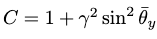 C = 1 + γ² sin² θ̄_y